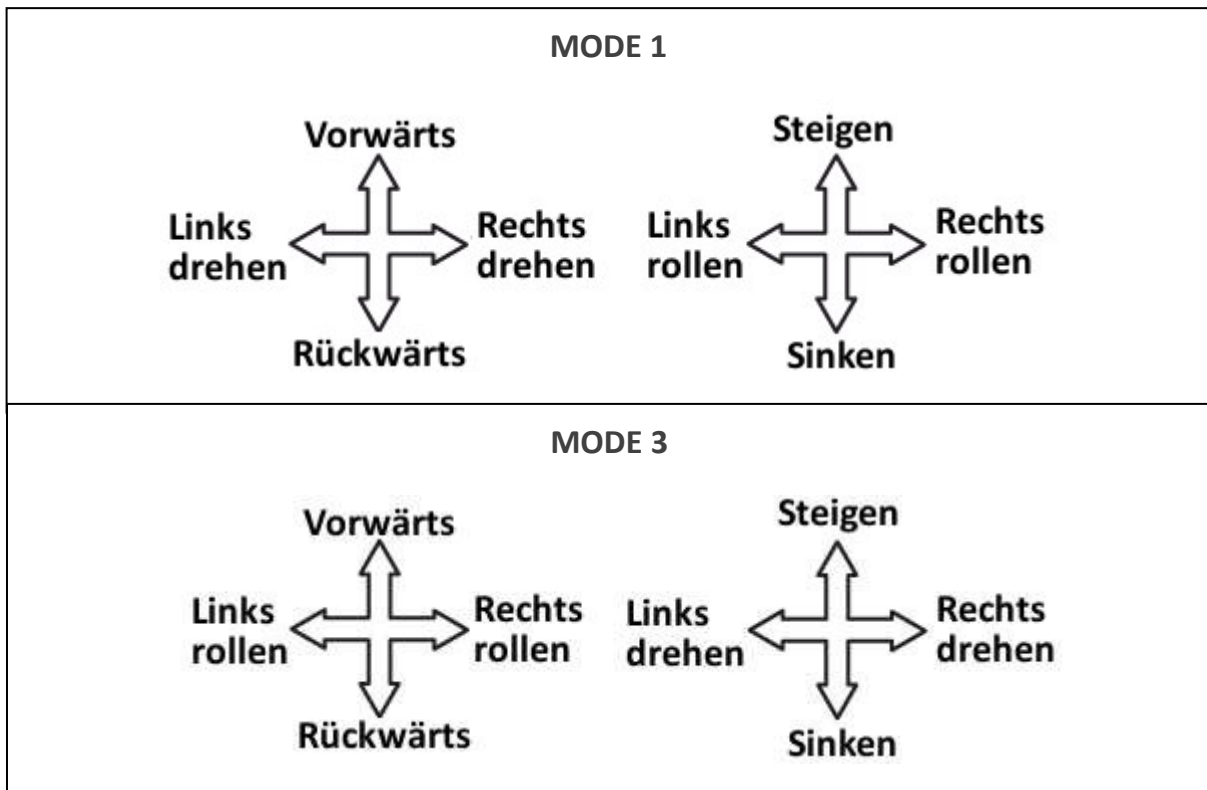 MODE 1
Vorwärts
Steigen
Links
drehen
Rechts
drehen
Links
rollen
Rechts
rollen
Rückwärts
Sinken
MODE 3
Vorwärts
Steigen
Links
rollen
Rechts
rollen
Links
drehen
Rechts
drehen
Rückwärts
Sinken